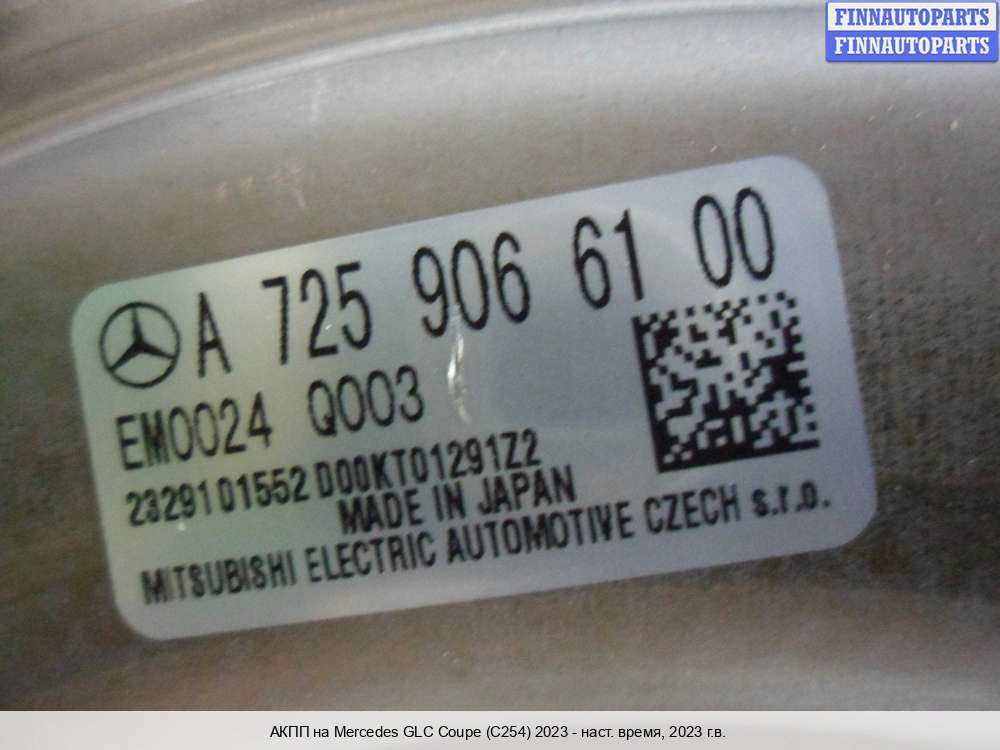 FINNAUTOPARTS
FINNAUTOPARTS
A 725 906 61 00
EM0024 Q003
2329101552 D00KT01291Z2
MADE IN JAPAN
MITSUBISHI ELECTRIC AUTOMOTIVE CZECH s.r.o.
АКПП на Mercedes GLC Coupe (C254) 2023 - наст. время, 2023 г.в.